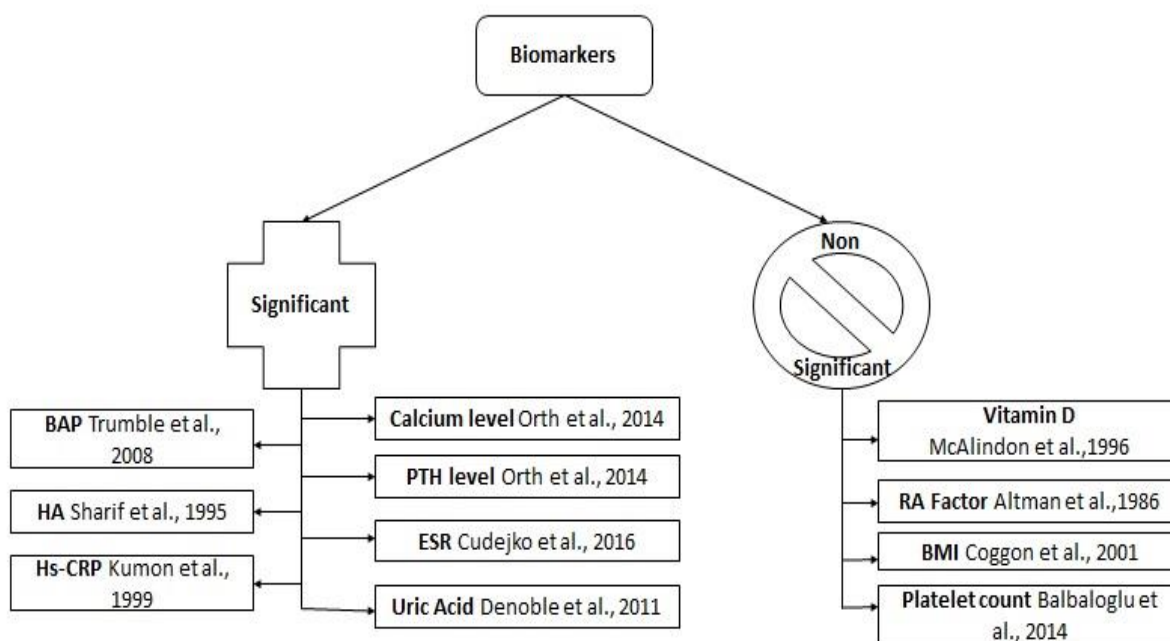 Biomarkers
Significant
Non
Significant
BAP Trumble et al.,
2008
HA Sharif et al., 1995
Hs-CRP Kumon et al.,
1999
Calcium level Orth et al., 2014
PTH level Orth et al., 2014
ESR Cudejko et al., 2016
Uric Acid Denoble et al., 2011
Vitamin D
McAlindon et al.,1996
RA Factor Altman et al.,1986
BMI Coggon et al., 2001
Platelet count Balbaloglu et
al., 2014